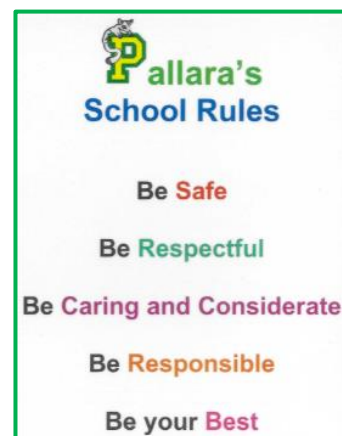 Pallara's
School Rules
Be Safe
Be Respectful
Be Caring and Considerate
Be Responsible
Be your Best